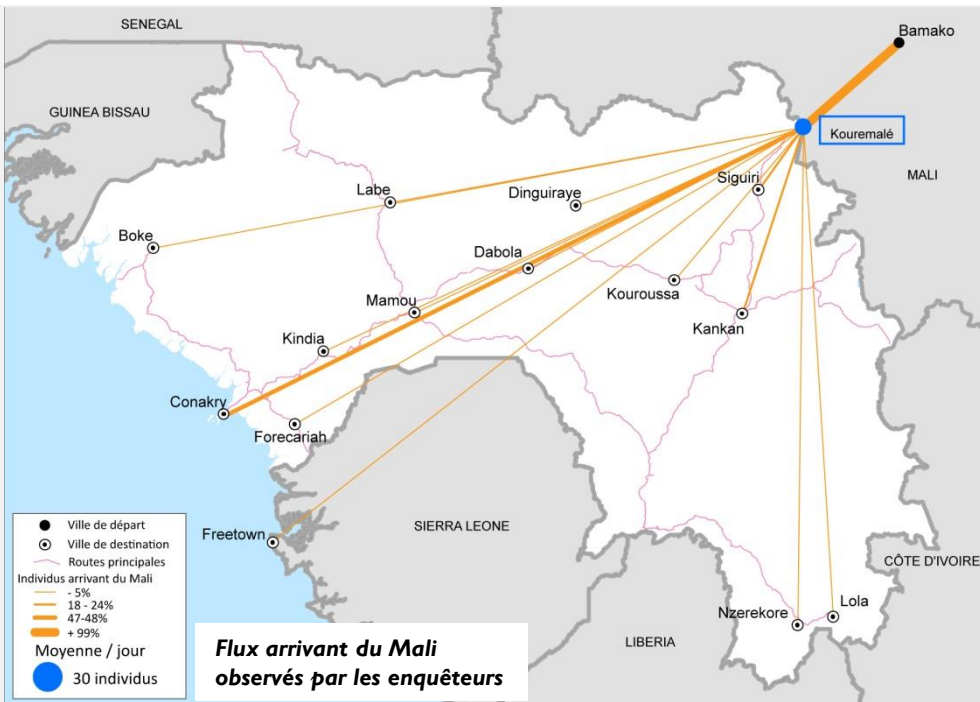 SENEGAL
Bamako
GUINEA BISSAU
Kouremalé
MALI
Labe
Dinguiraye
Siguiri
Boke
Dabola
Kouroussa
Mamou
Kankan
Kindia
Conakry
Forecariah
Freetown
SIERRA LEONE
CÔTE D'IVOIRE
Lola
Nzerekore
LIBERIA
Ville de départ
Ville de destination
Routes principales
Individus arrivant du Mali
- 5%
18 - 24%
47-48%
+ 99%
Moyenne / jour
30 individus
Flux arrivant du Mali
observés par les enquêteurs